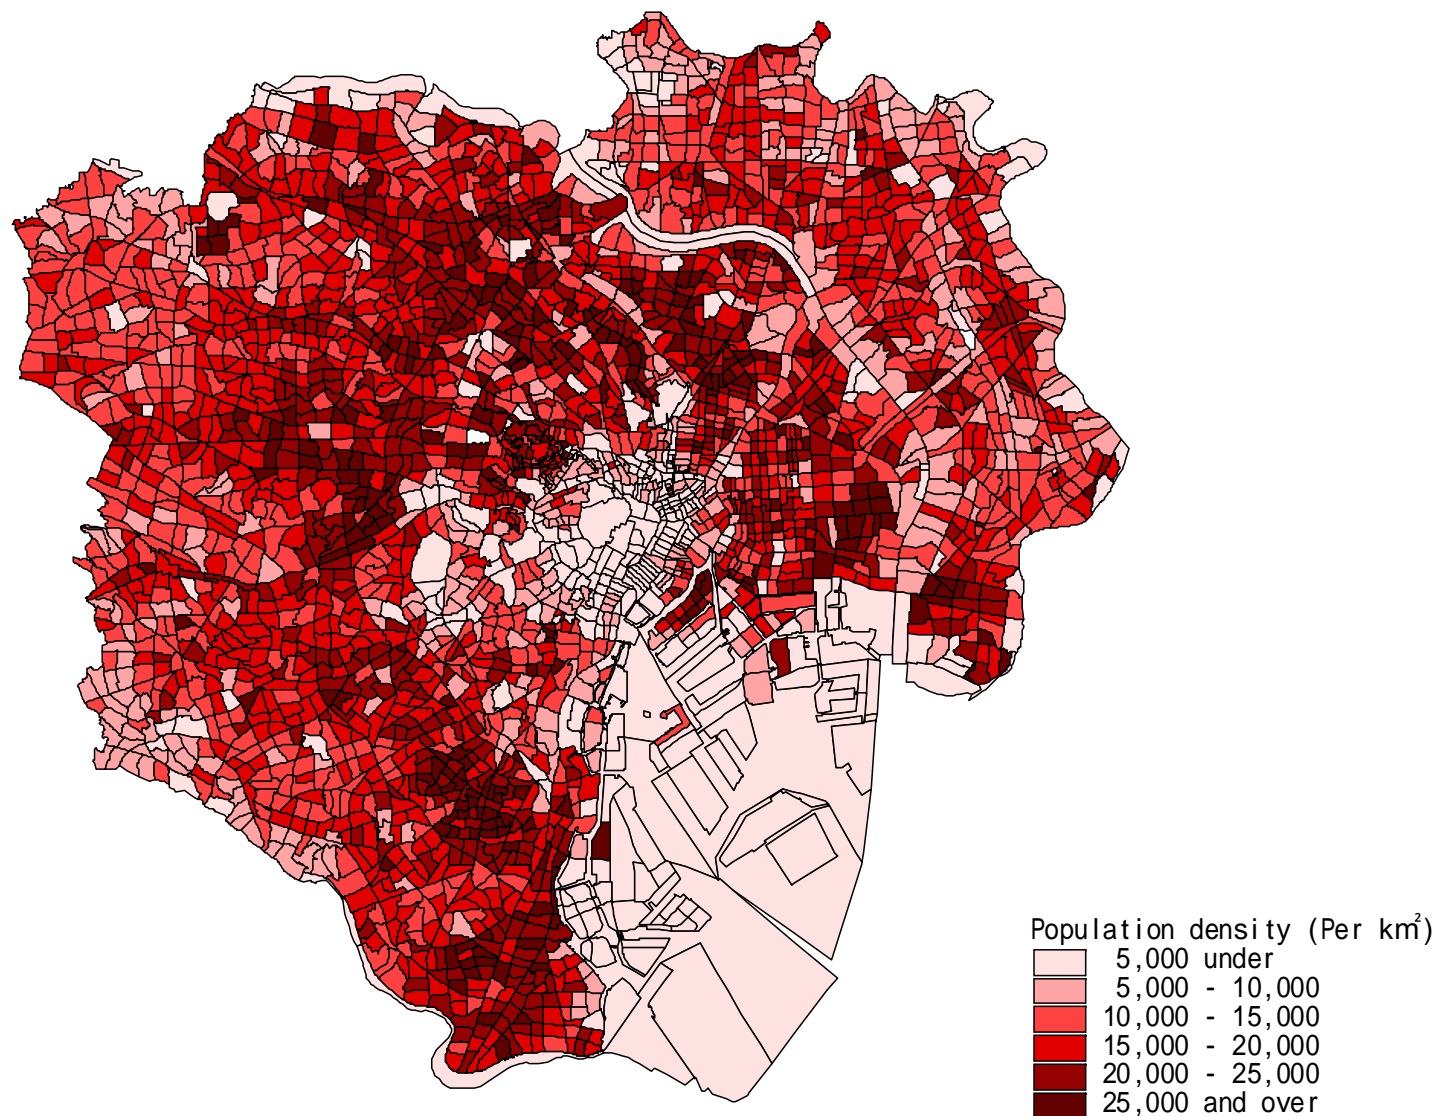 Population density (Per km²)
5,000 under
5,000 - 10,000
10,000 - 15,000
15,000 - 20,000
20,000 - 25,000
25,000 and over